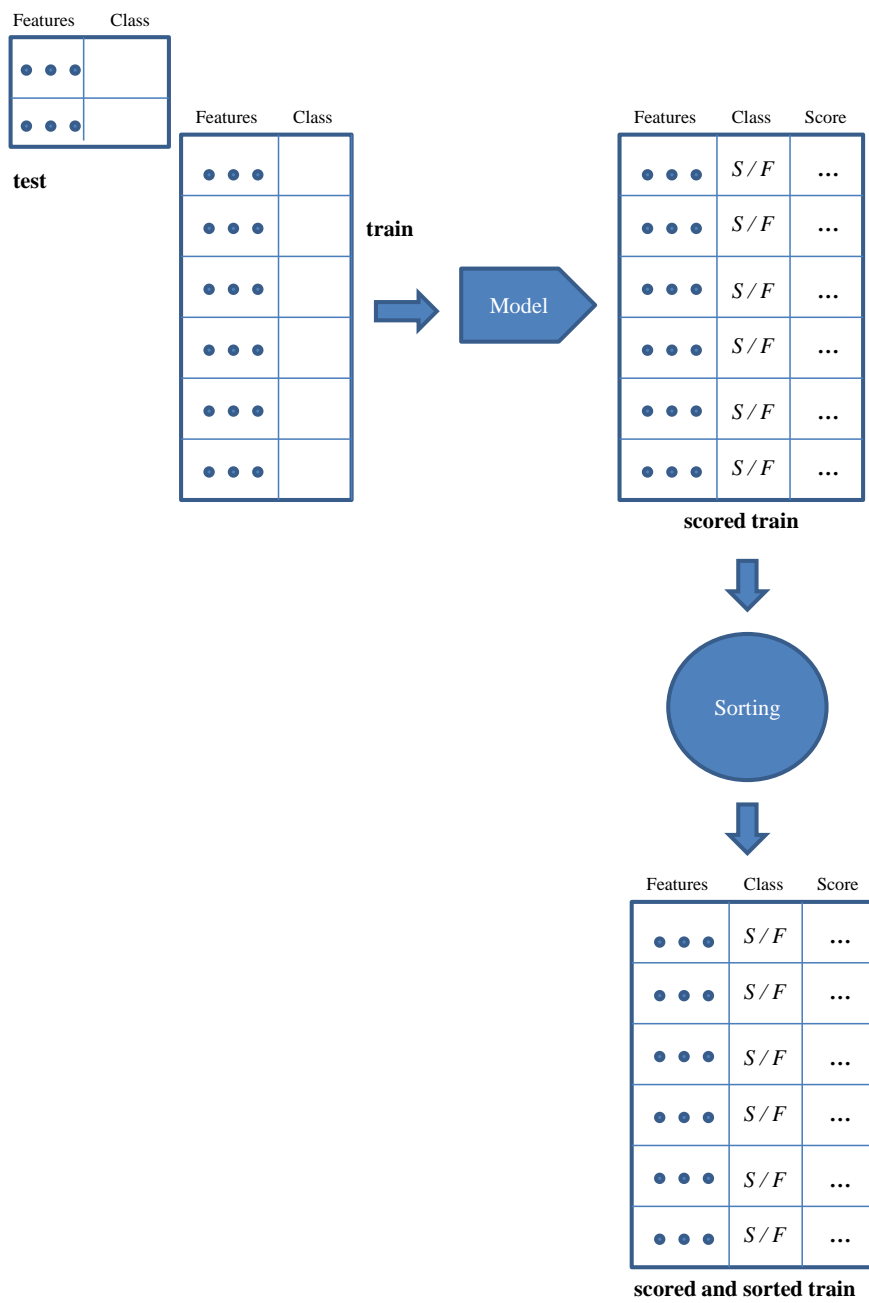 Features Class
test
Features Class
train
Model
Features Class Score
S / F ...
S / F ...
S / F ...
S / F ...
S / F ...
S / F ...
scored train
Sorting
Features Class Score
S / F ...
S / F ...
S / F ...
S / F ...
S / F ...
S / F ...
scored and sorted train